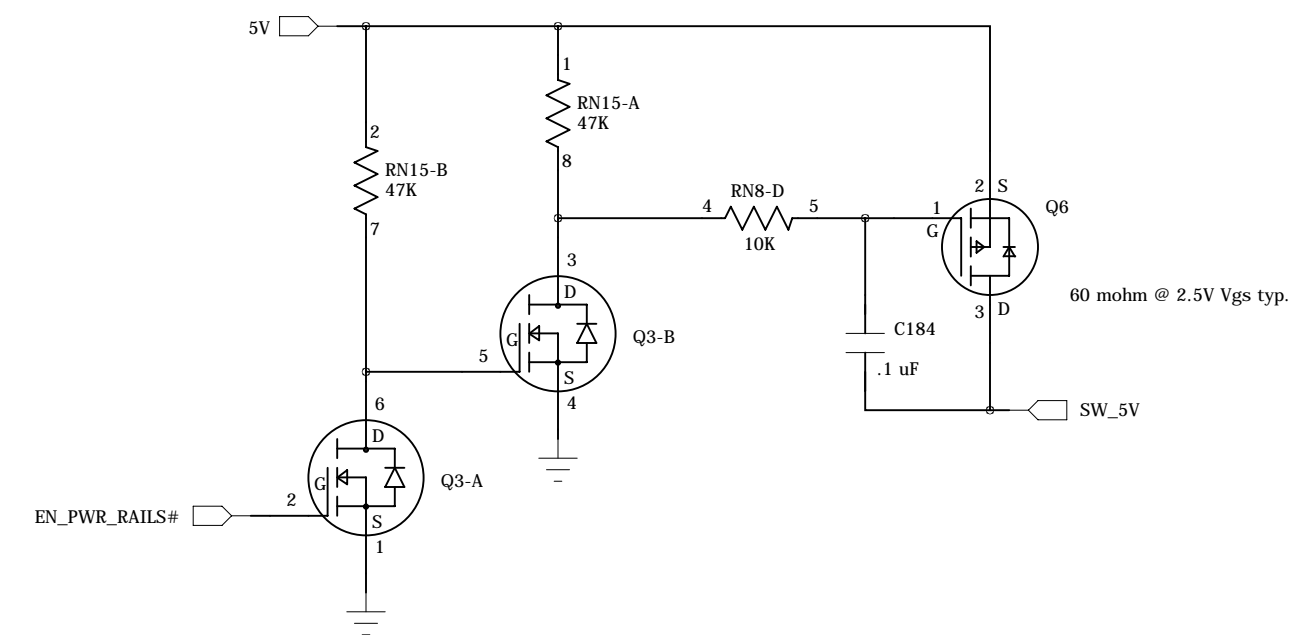 5V
1
RN15-A
47K
8
2
RN15-B
47K
7
RN8-D
4
5
10K
2 S
Q6
1
G
3 D
60 mohm @ 2.5V Vgs typ.
3
D
G
Q3-B
5
S
4
C184
.1 uF
SW_5V
6
D
G
Q3-A
2
EN_PWR_RAILS#
S
1